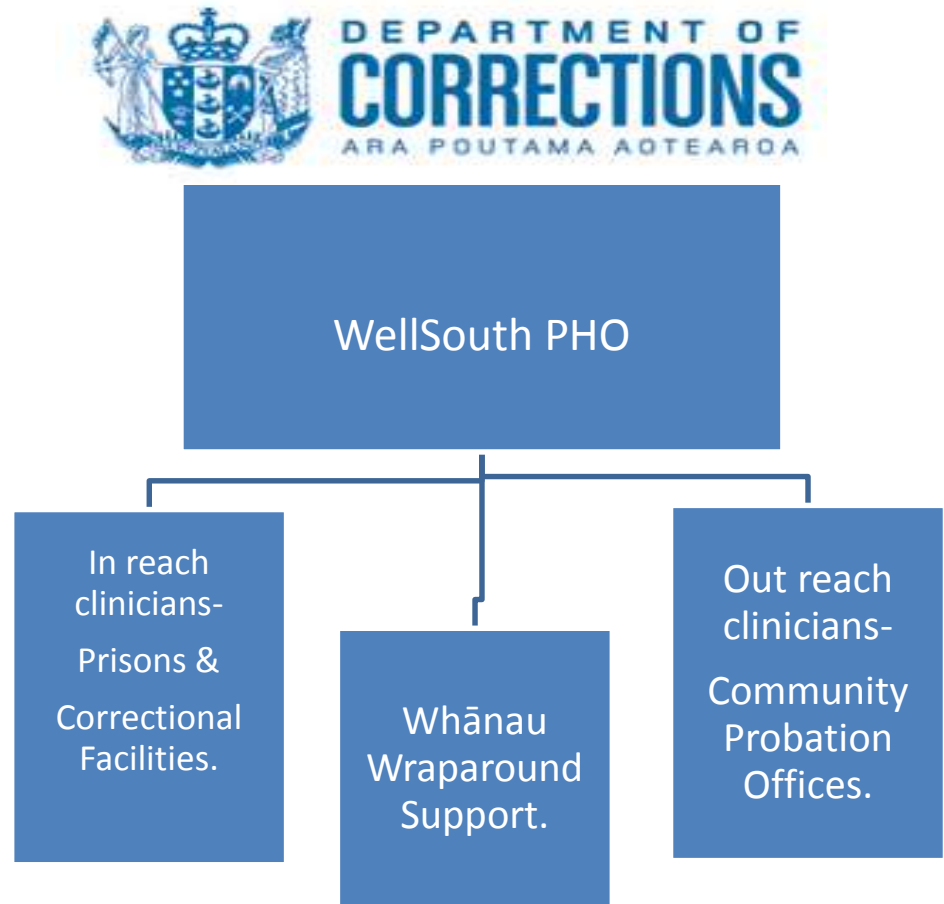 DEPARTMENT OF
CORRECTIONS
ARA POUTAMA AOTEAROA
WellSouth PHO
In reach
clinicians-
Prisons &
Correctional
Facilities.
Whānau
Wraparound
Support.
Out reach
clinicians-
Community
Probation
Offices.